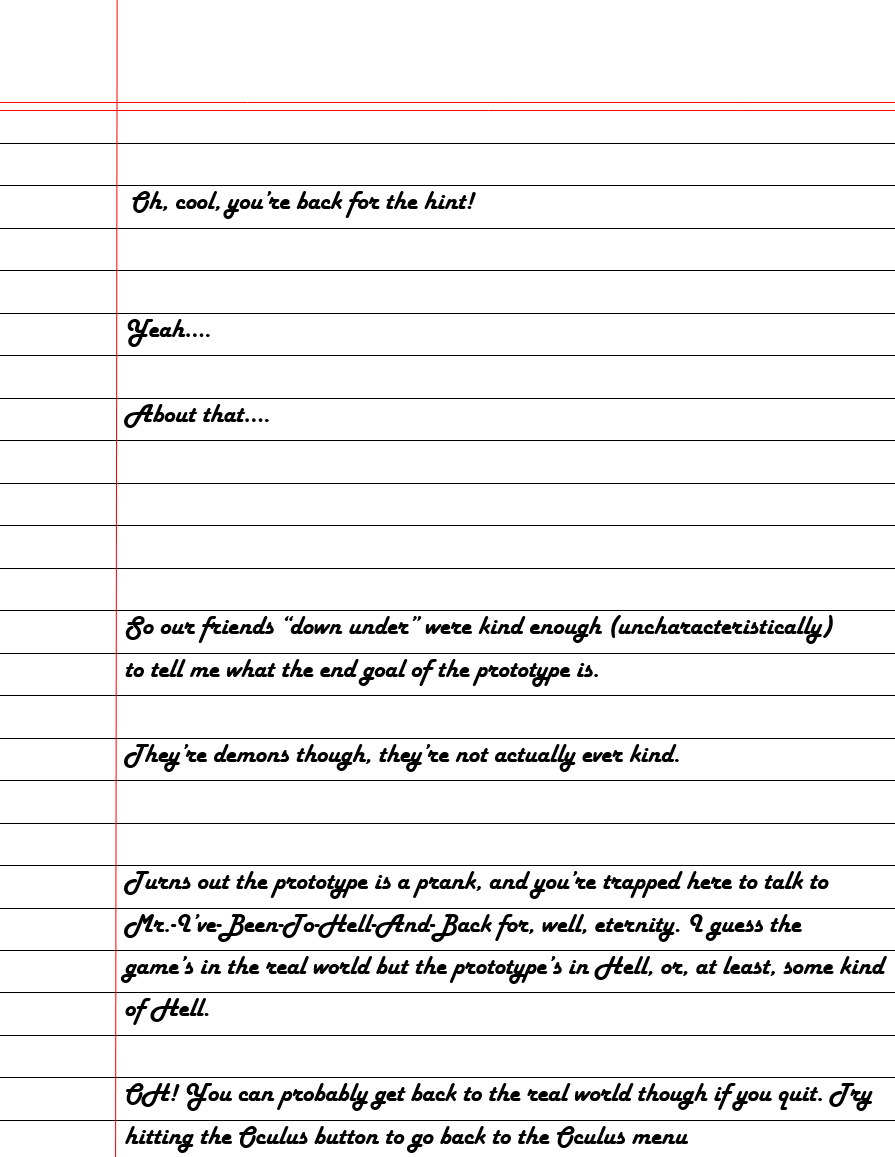 Oh, cool, you're back for the hint!
Yeah....
About that....
So our friends “down under” were kind enough (uncharacteristically)
to tell me what the end goal of the prototype is.
They're demons though, they're not actually ever kind.
Turns out the prototype is a prank, and you're trapped here to talk to
Mr.-I've-Been-To-Hell-And-Back for, well, eternity. I guess the
game's in the real world but the prototype's in Hell, or, at least, some kind
of Hell.
OH! You can probably get back to the real world though if you quit. Try
hitting the Oculus button to go back to the Oculus menu